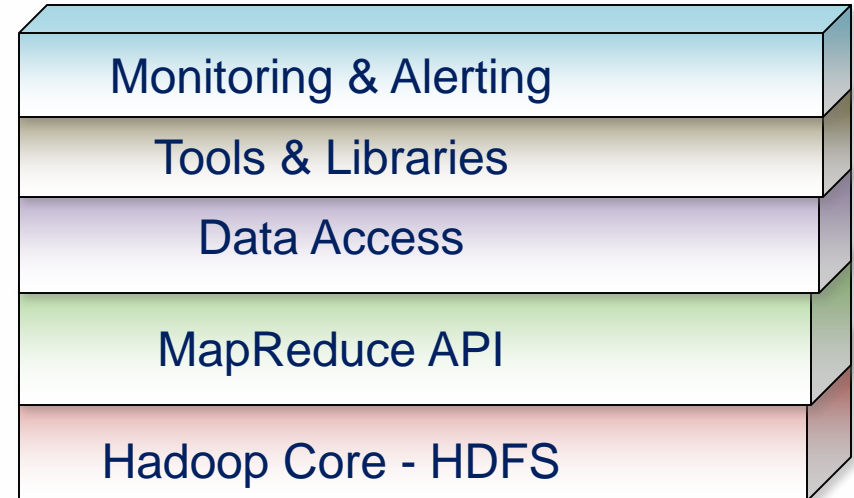 Monitoring & Alerting
Tools & Libraries
Data Access
MapReduce API
Hadoop Core - HDFS